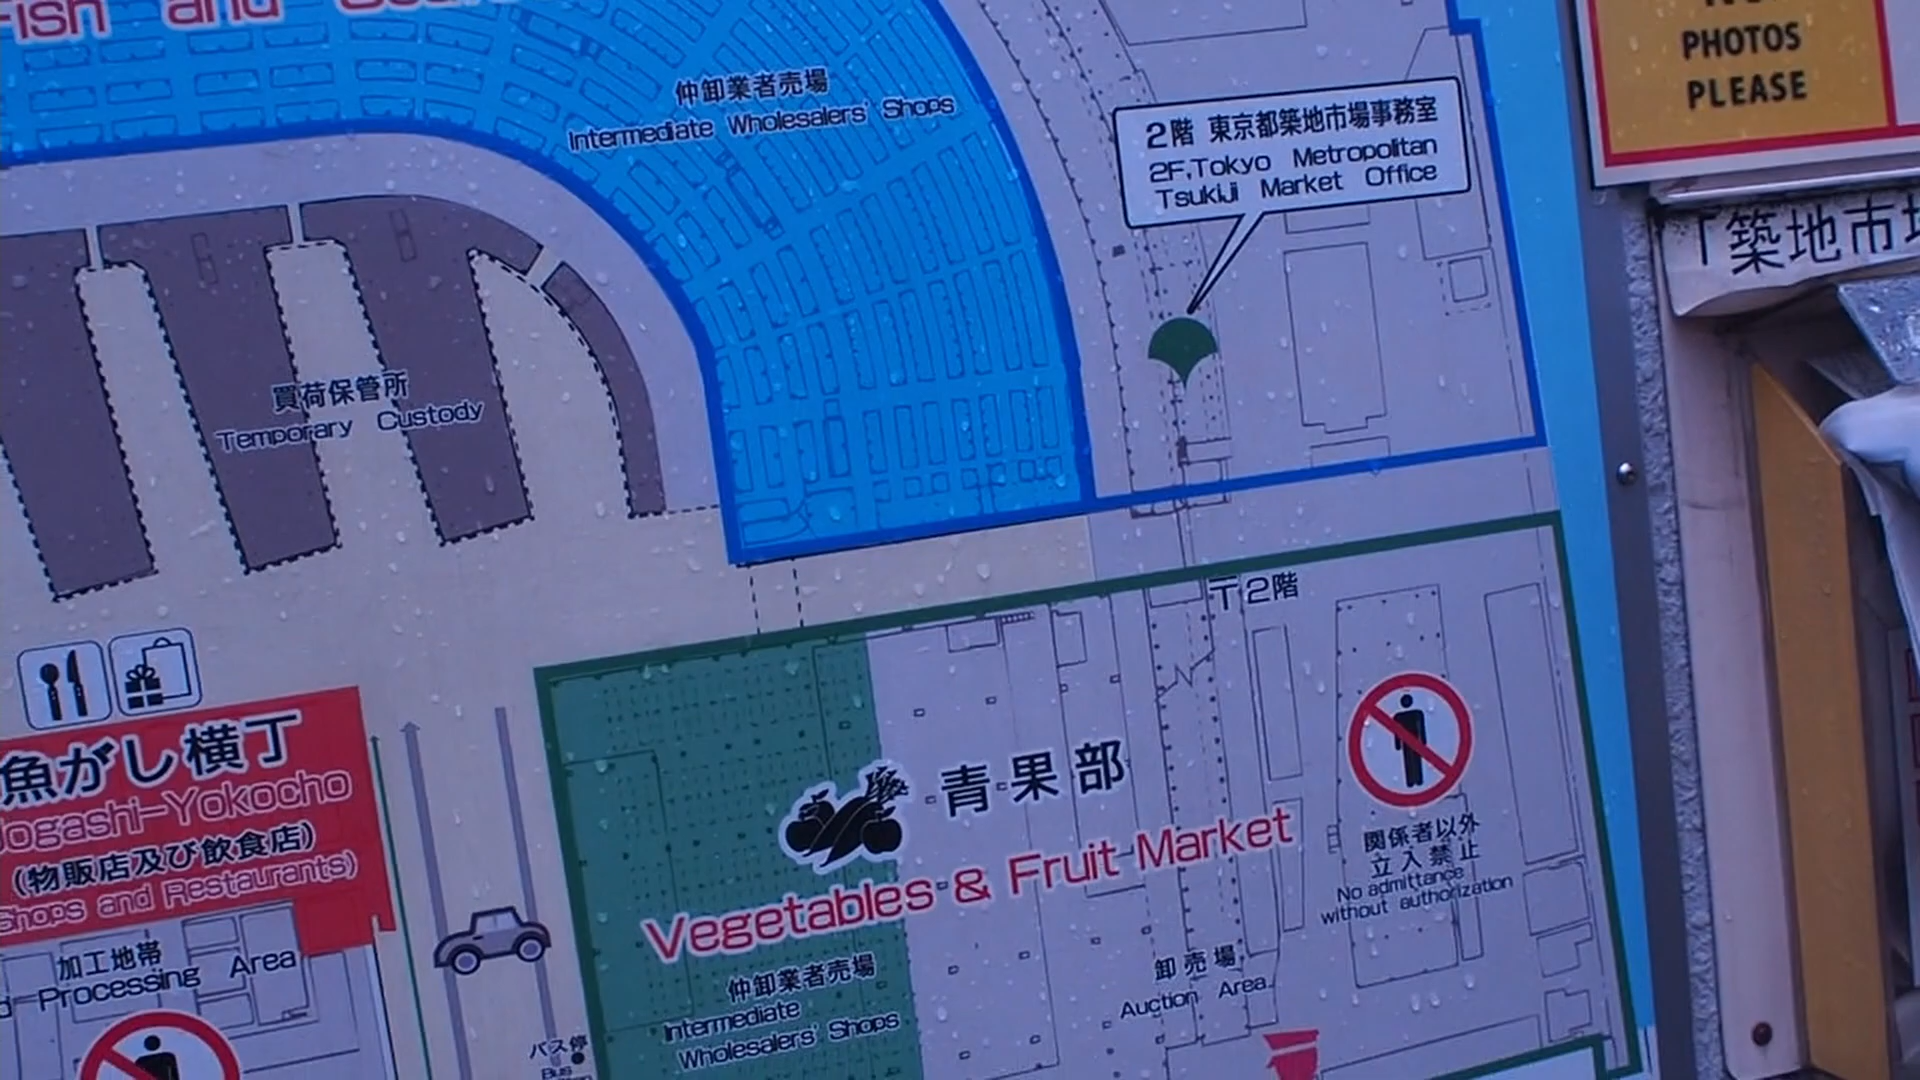 Fish and
仲卸業者売場
Intermediate Wholesalers' Shops
PHOTOS
PLEASE
2階 東京都築地市場事務室
2F,Tokyo Metropolitan
Tsukiji Market Office
「築地市場
買荷保管所
Temporary Custody
〒2階
魚がし横丁
ogashi-Yokocho
(物販店及び飲食店)
Shops and Restaurants)
青果部
Vegetables & Fruit Market
関係者以外
立入禁止
No admittance
without authorization
加工地帯
d Processing Area
仲卸業者売場
Intermediate
Wholesalers' Shops
卸売場
Auction Area
バス停
Bus